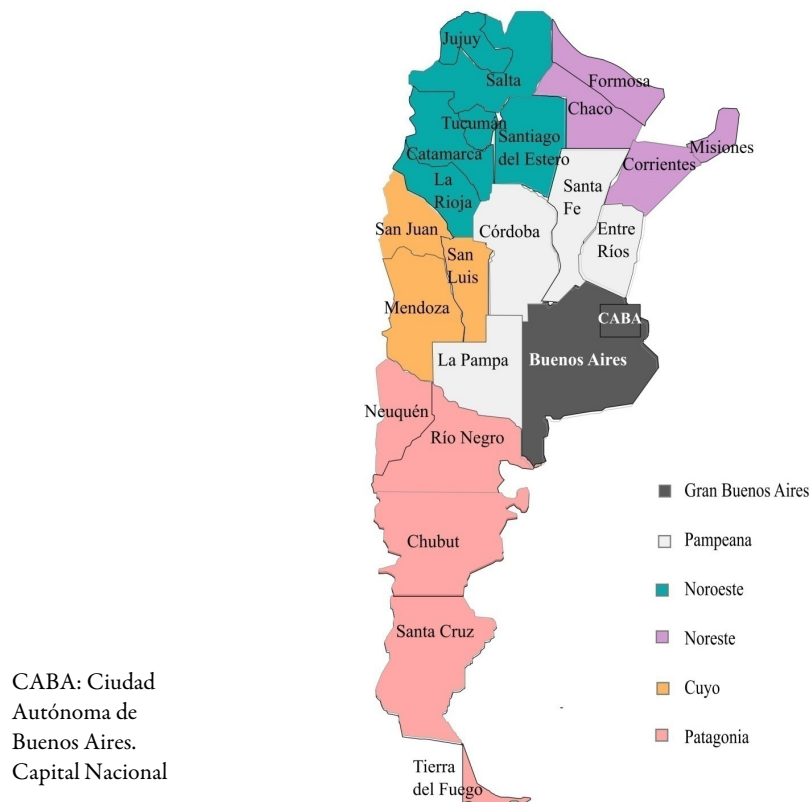 Jujuy
Salta
Formosa
Chaco
Tucumán
Santiago
del Estero
Misiones
Catamarca
Corrientes
La
Rioja
Santa
Fe
San Juan
Córdoba
Entre
Ríos
San
Luis
Mendoza
CABA
La Pampa
Buenos Aires
Neuquén
Río Negro
Chubut
Santa Cruz
Tierra
del Fuego
Gran Buenos Aires
Pampeana
Noroeste
Noreste
Cuyo
Patagonia
CABA: Ciudad
Autónoma de
Buenos Aires.
Capital Nacional